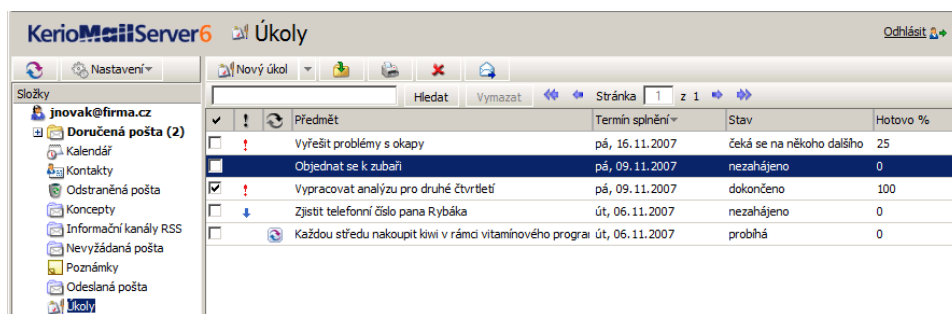 KerioMailServer6 Úkoly Odhlásit
Nastavení Nový úkol
Složky Hledat Vymazat Stránka 1 z 1
jnovak@firma.cz
Doručená pošta (2)
Kalendář
Kontakty
Odstraněná pošta
Koncepty
Informační kanály RSS
Nevyžádaná pošta
Poznámky
Odeslaná pošta
Úkoly
! Předmět Termín splnění Stav Hotovo %
! Vyřešit problémy s okapy pá, 16.11.2007 čeká se na někoho dalšího 25
Objednat se k zubaři pá, 09.11.2007 nezahájeno 0
! Vypracovat analýzu pro druhé čtvrtletí pá, 09.11.2007 dokončeno 100
Zjistit telefonní číslo pana Rybáka út, 06.11.2007 nezahájeno 0
Každou středu nakoupit kiwi v rámci vitamínového út, 06.11.2007 probíhá 0